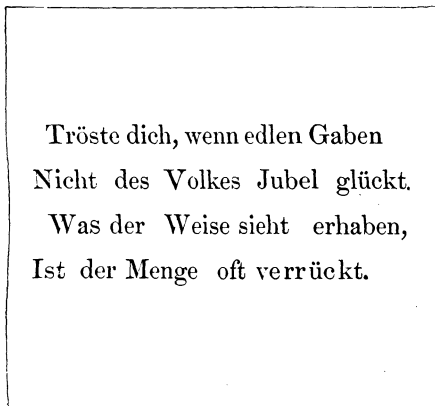 Tröste dich, wenn edlen Gaben
Nicht des Volkes Jubel glückt.
Was der Weise sieht erhaben,
Ist der Menge oft verrückt.